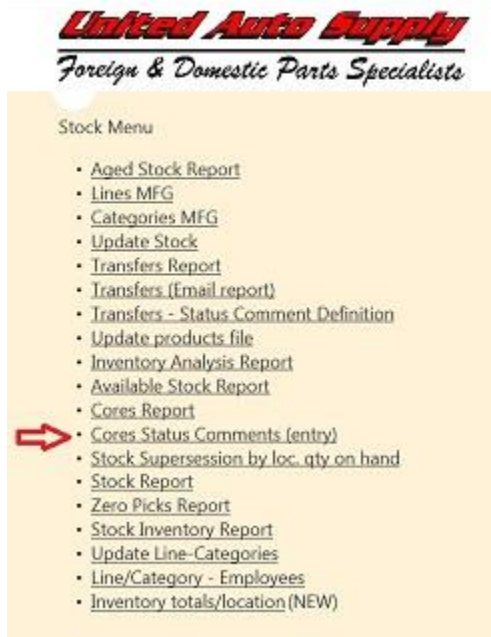 United Auto Supply
Foreign & Domestic Parts Specialists
Stock Menu
• Aged Stock Report
• Lines MFG
• Categories MFG
• Update Stock
• Transfers Report
• Transfers (Email report)
• Transfers - Status Comment Definition
• Update products file
• Inventory Analysis Report
• Available Stock Report
• Cores Report
• Cores Status Comments (entry)
• Stock Supersession by loc. qty on hand
• Stock Report
• Zero Picks Report
• Stock Inventory Report
• Update Line-Categories
• Line/Category - Employees
• Inventory totals/location (NEW)